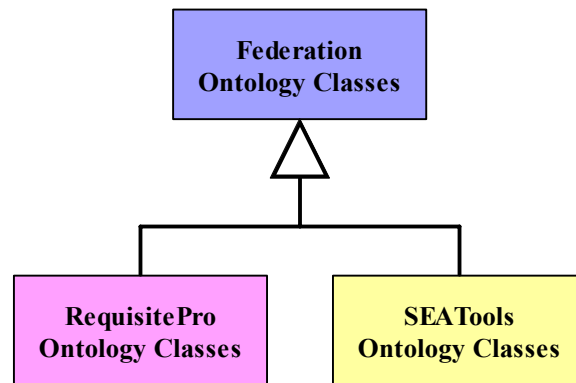 Federation
Ontology Classes
RequisitePro
Ontology Classes
SEATools
Ontology Classes